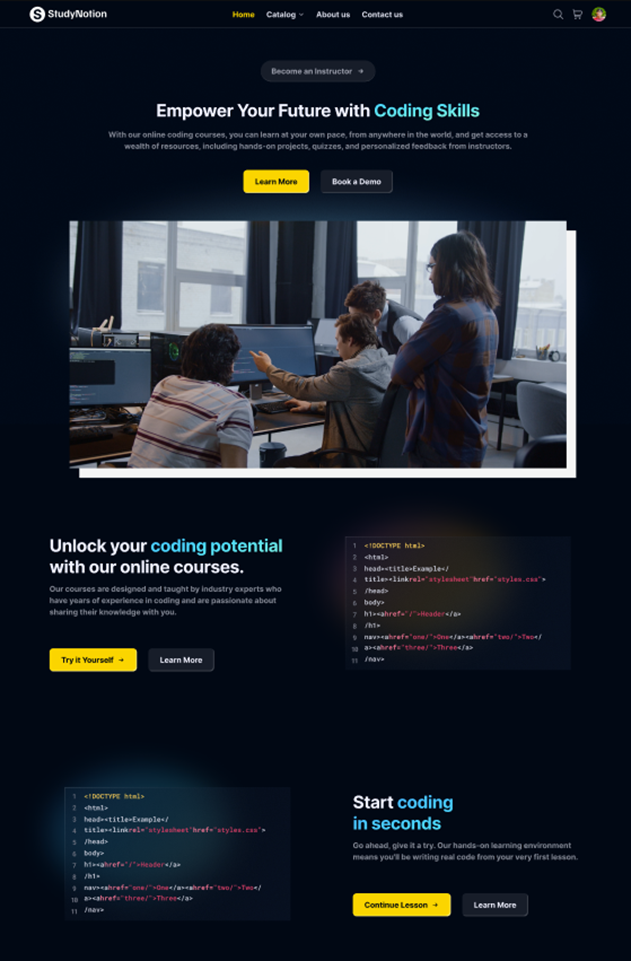 StudyNotion
Home Catalog About us Contact us
Become an Instructor
Empower Your Future with Coding Skills
With our online coding courses, you can learn at your own pace, from anywhere in the world, and get access to a
wealth of resources, including hands-on projects, quizzes, and personalized feedback from instructors.
Learn More Book a Demo
Unlock your coding potential
with our online courses.
Our courses are designed and taught by industry experts who
have years of experience in coding and are passionate about
sharing their knowledge with you.
Try it Yourself Learn More
1 <!DOCTYPE html>
2 <html>
3 head><title>Example</
4 title><linkrel="stylesheet"href="styles.css">
5 /head>
6 body>
7 h1><ahref="/">Header</a>
8 /h1>
9 nav><ahref="one/">One</a><ahref="two/">Two</
10 a><ahref="three/">Three</a>
11 /nav>
1 <!DOCTYPE html>
2 <html>
3 head><title>Example</
4 title><linkrel="stylesheet"href="styles.css">
5 /head>
6 body>
7 h1><ahref="/">Header</a>
8 /h1>
9 nav><ahref="one/">One</a><ahref="two/">Two</
10 a><ahref="three/">Three</a>
11 /nav>
Start coding
in seconds
Go ahead, give it a try. Our hands-on learning environment
means you'll be writing real code from your very first lesson.
Continue Lesson Learn More